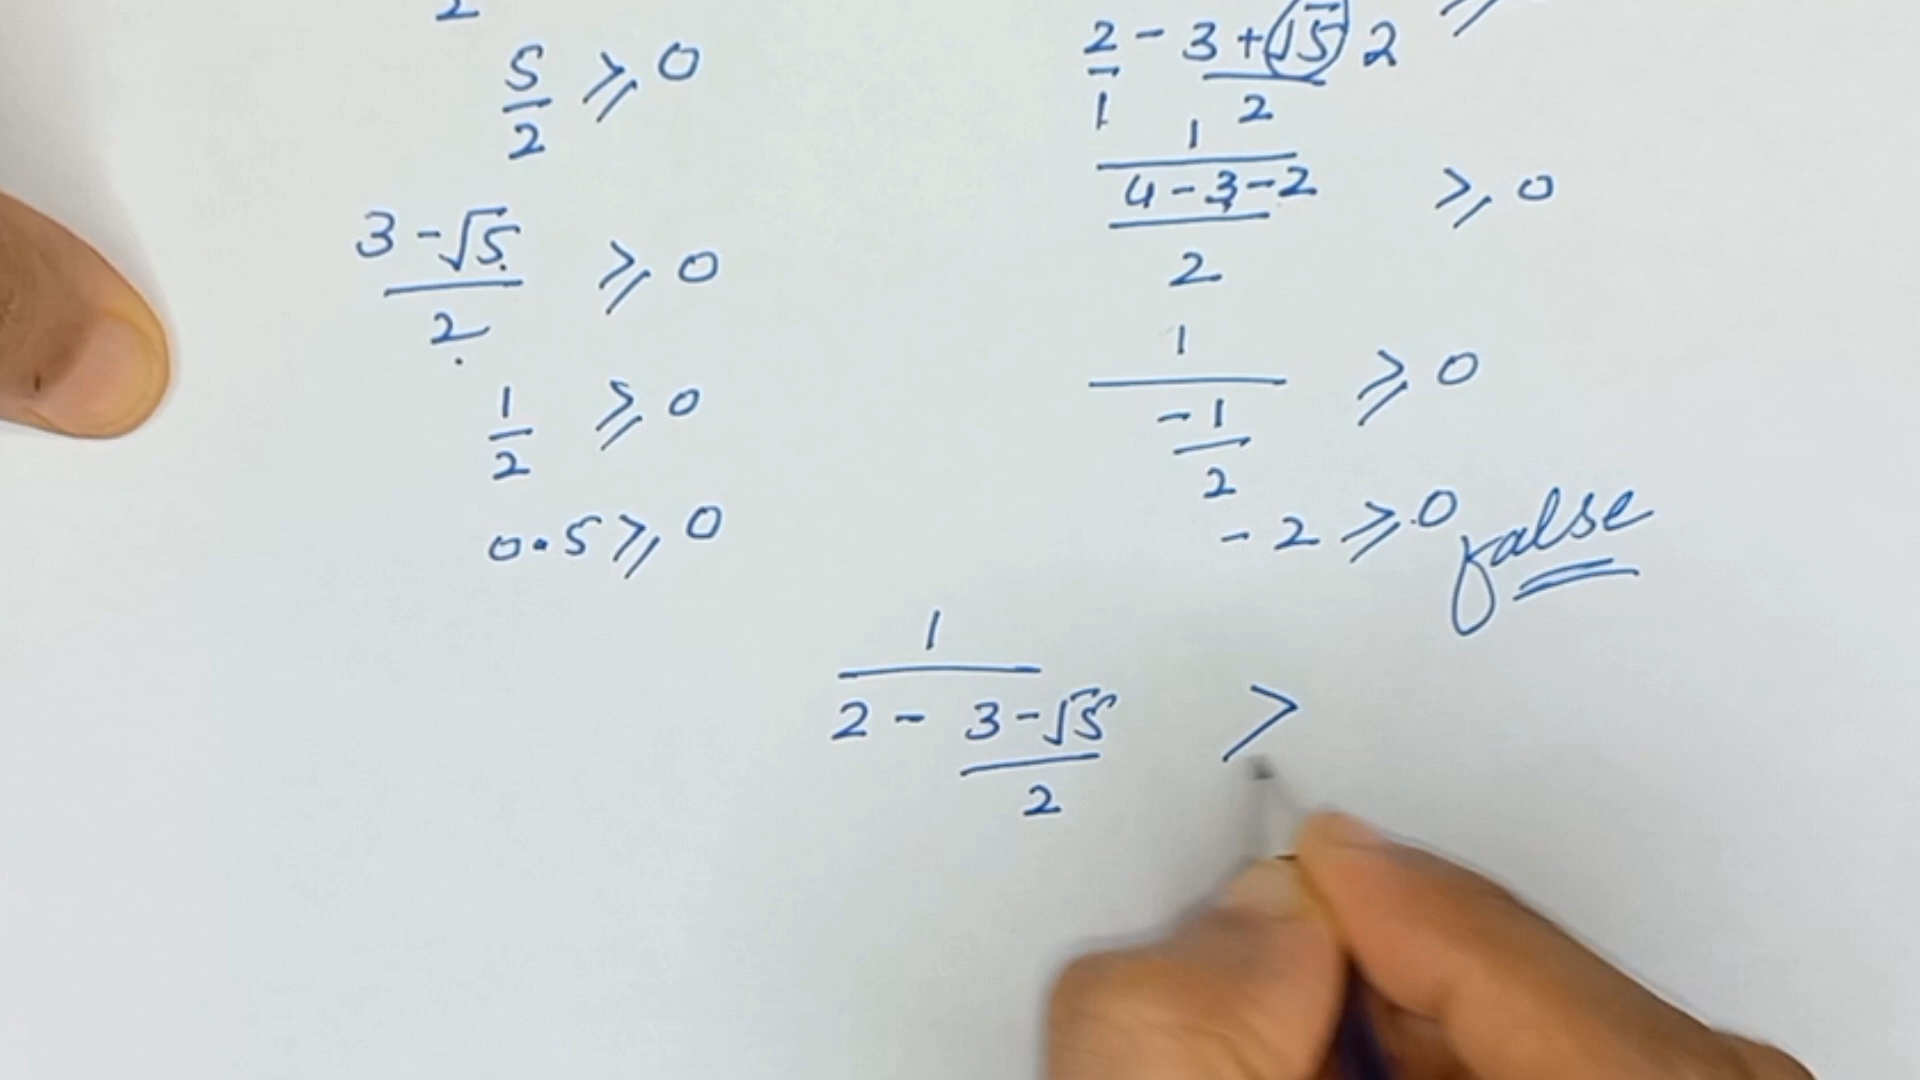 2
5/2 ≥ 0
(3 - √5)/2 ≥ 0
1/2 ≥ 0
0.5 ≥ 0
2/1 - (3 + √5)/2 2 ≥
1/((4 - 3 - 2)/2) ≥ 0
1/(-1/2) ≥ 0
-2 ≥ 0 false
1/(2 - (3 - √5)/2) >